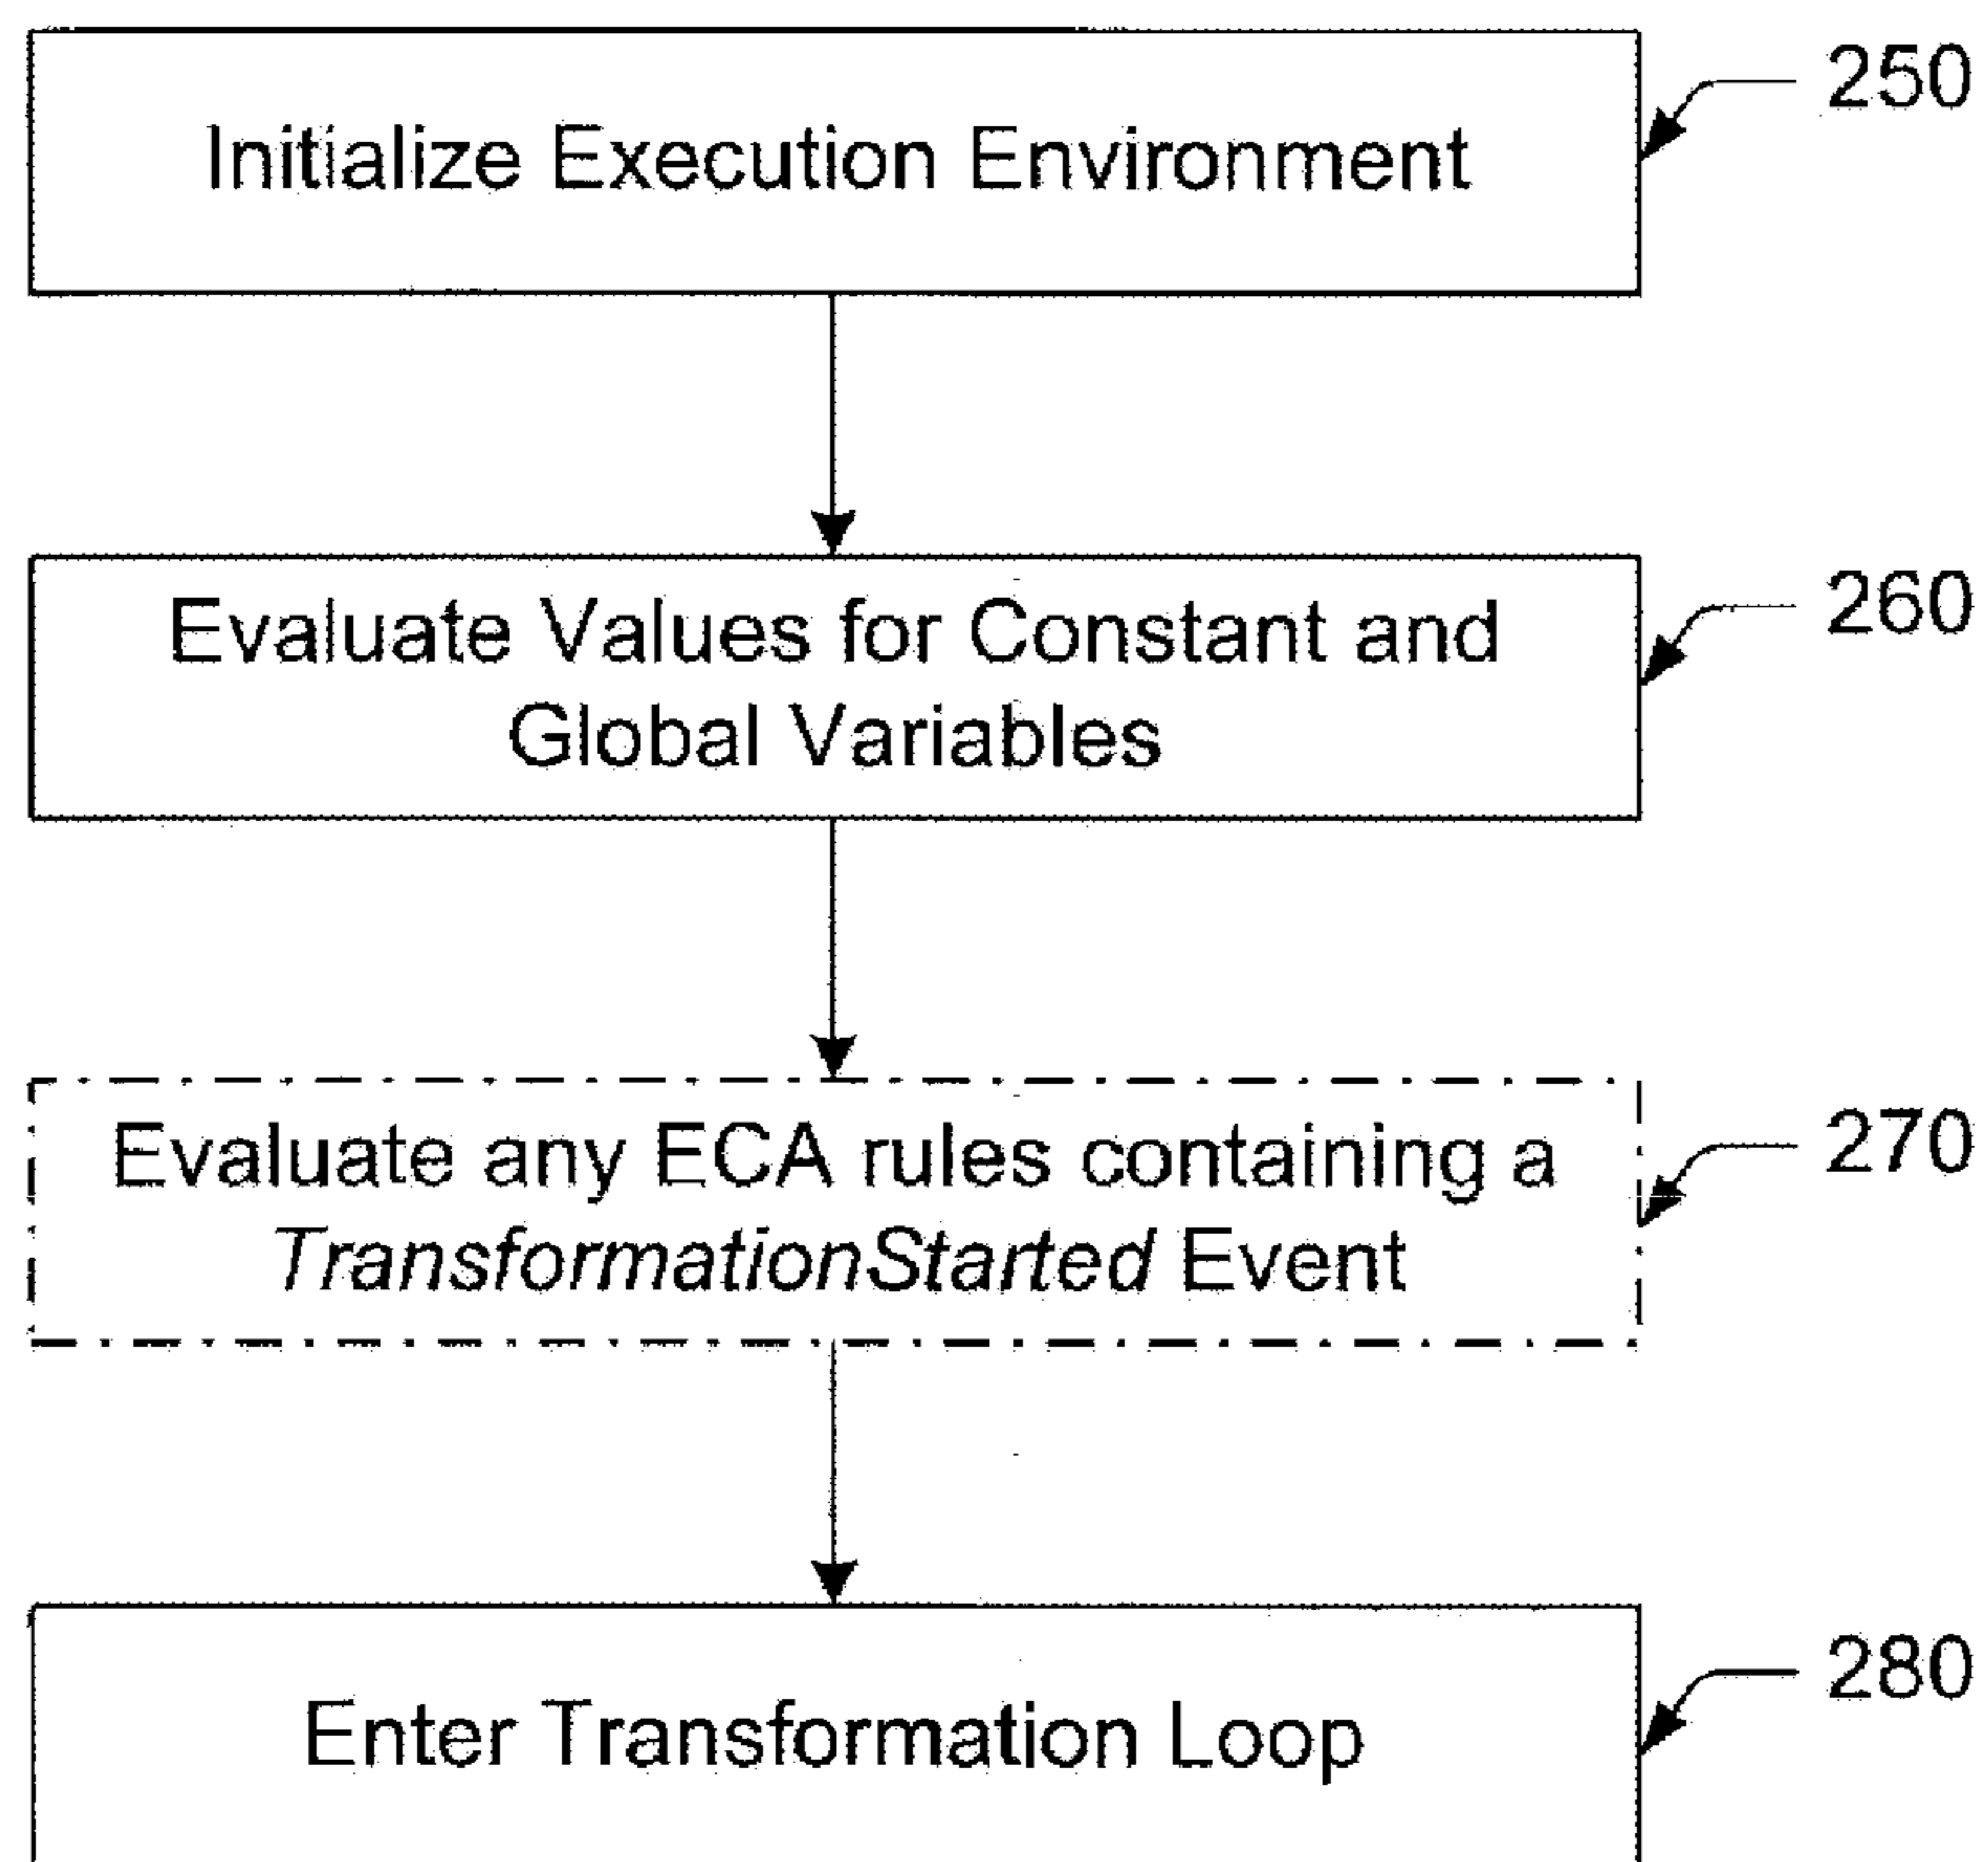 250
Initialize Execution Environment
260
Evaluate Values for Constant and
Global Variables
270
Evaluate any ECA rules containing a
TransformationStarted Event
280
Enter Transformation Loop